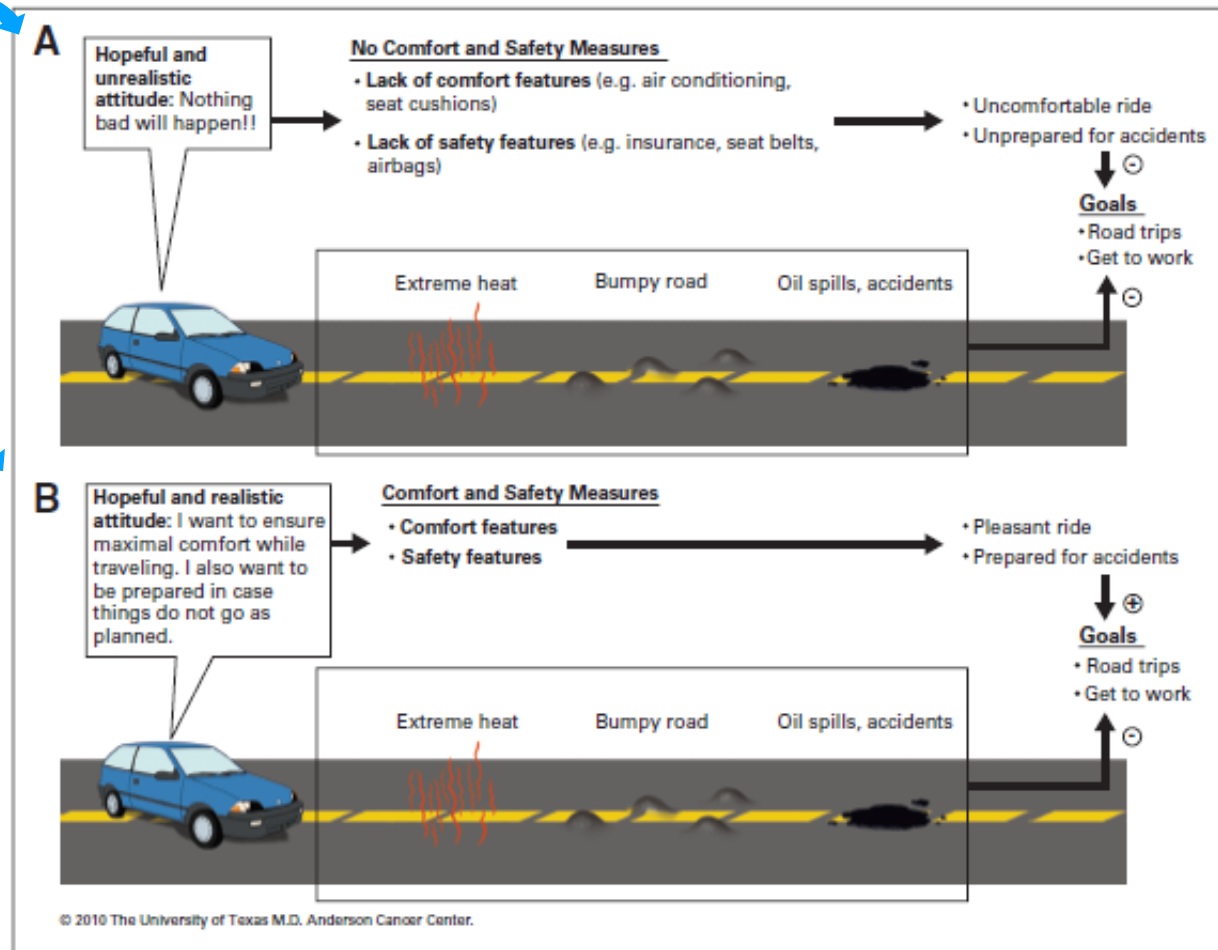 A
Hopeful and
unrealistic
attitude: Nothing
bad will happen!!
No Comfort and Safety Measures
• Lack of comfort features (e.g. air conditioning,
seat cushions)
• Lack of safety features (e.g. insurance, seat belts,
airbags)
• Uncomfortable ride
• Unprepared for accidents
-
Goals
• Road trips
• Get to work
-
Extreme heat
Bumpy road
Oil spills, accidents
B
Hopeful and realistic
attitude: I want to ensure
maximal comfort while
traveling. I also want to
be prepared in case
things do not go as
planned.
Comfort and Safety Measures
• Comfort features
• Safety features
• Pleasant ride
• Prepared for accidents
+
Goals
• Road trips
• Get to work
-
Extreme heat
Bumpy road
Oil spills, accidents
© 2010 The University of Texas M.D. Anderson Cancer Center.